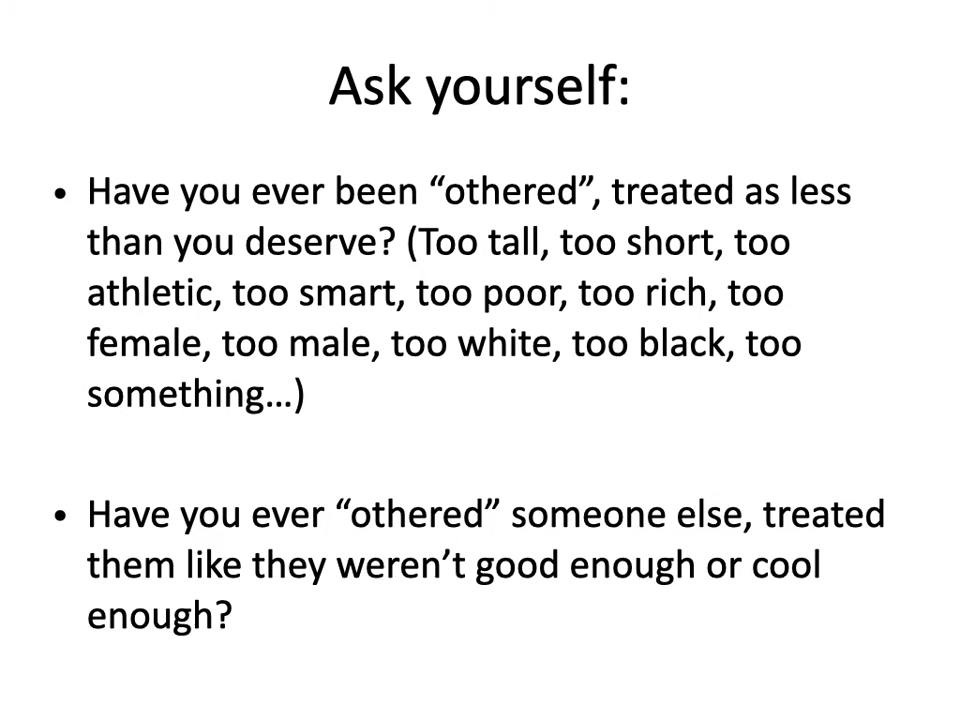 Ask yourself:
• Have you ever been “othered”, treated as less
than you deserve? (Too tall, too short, too
athletic, too smart, too poor, too rich, too
female, too male, too white, too black, too
something…)
• Have you ever “othered” someone else, treated
them like they weren’t good enough or cool
enough?